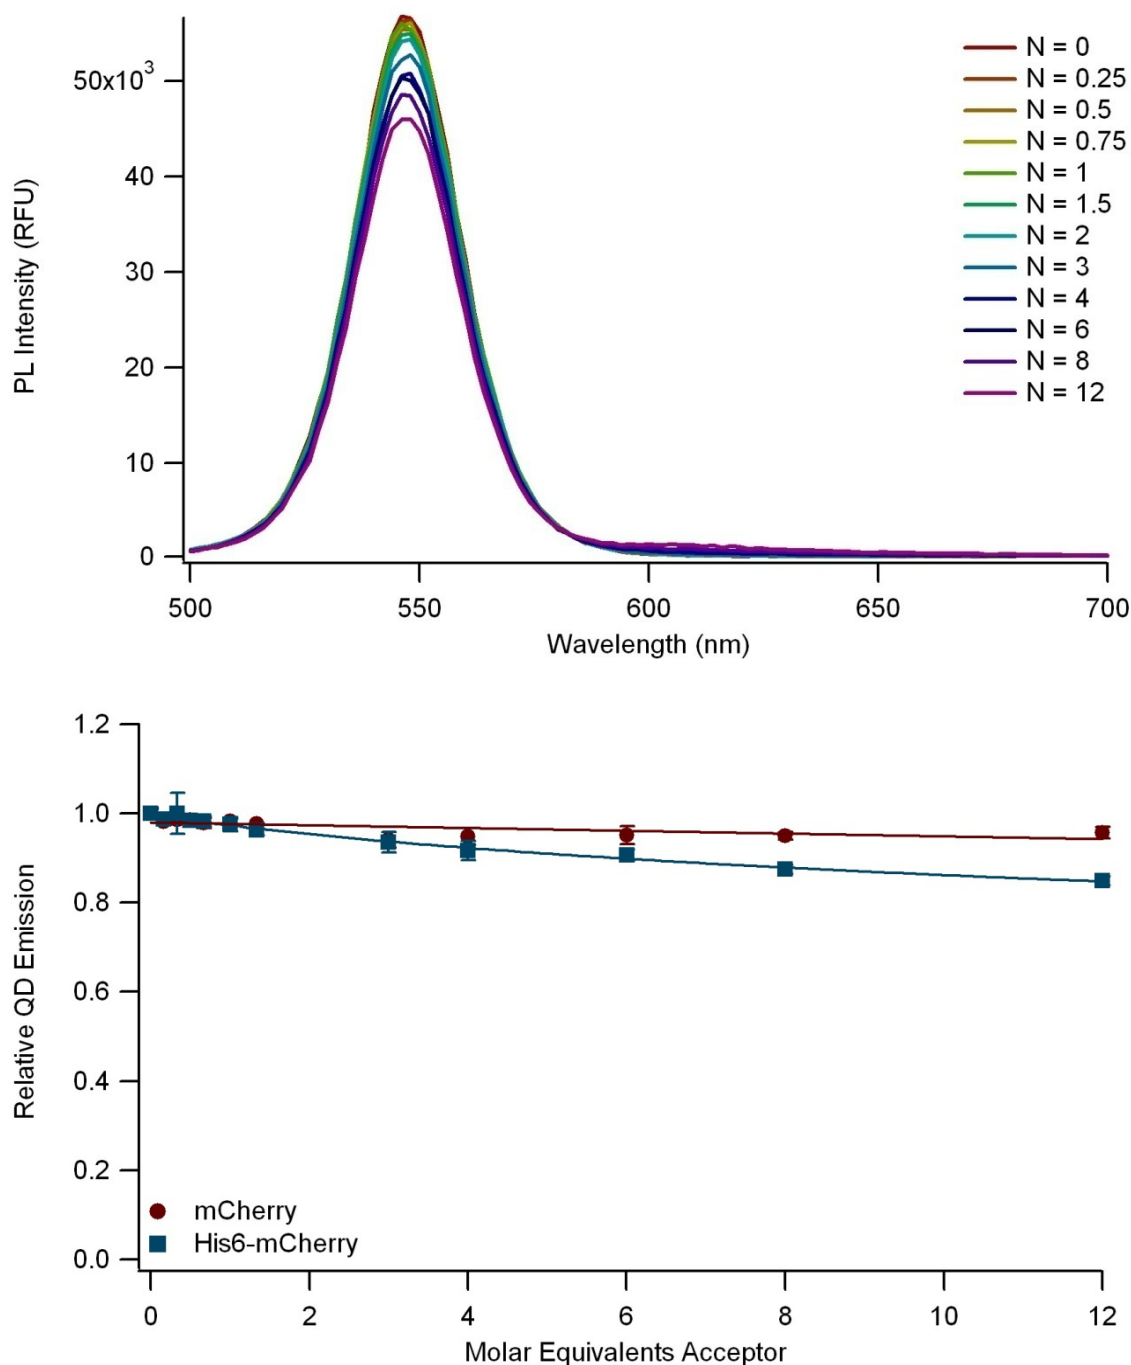 PL Intensity (RFU)
50x10³
40
30
20
10
0
500
550
600
650
700
Wavelength (nm)
N = 0
N = 0.25
N = 0.5
N = 0.75
N = 1
N = 1.5
N = 2
N = 3
N = 4
N = 6
N = 8
N = 12
Relative QD Emission
1.2
1.0
0.8
0.6
0.4
0.2
0.0
mCherry
His6-mCherry
0
2
4
6
8
10
12
Molar Equivalents Acceptor